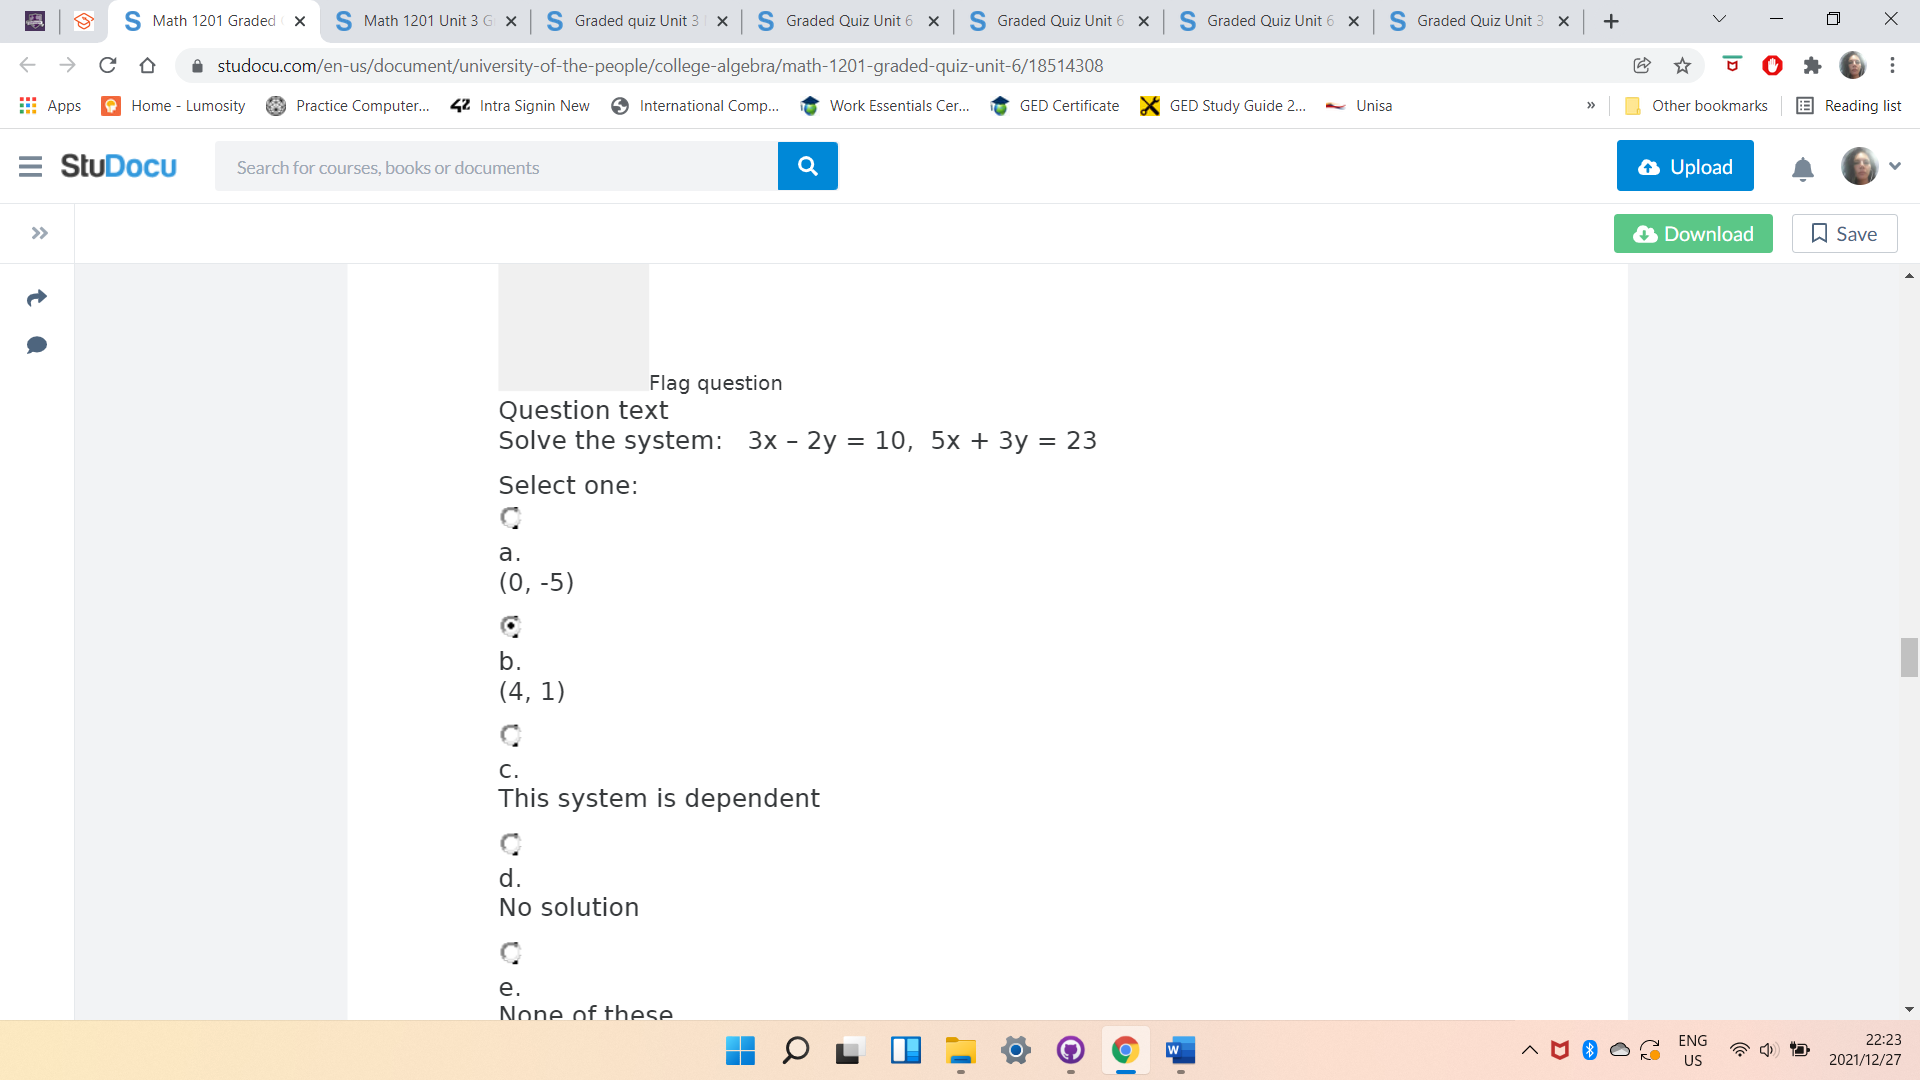 Math 1201 Graded
Math 1201 Unit 3 G
Graded quiz Unit 3
Graded Quiz Unit 6
Graded Quiz Unit 6
Graded Quiz Unit 6
Graded Quiz Unit 3
studocu.com/en-us/document/university-of-the-people/college-algebra/math-1201-graded-quiz-unit-6/18514308
Apps
Home - Lumosity
Practice Computer...
Intra Signin New
International Comp...
Work Essentials Cer...
GED Certificate
GED Study Guide 2...
Unisa
»
Other bookmarks
Reading list
StuDocu
Search for courses, books or documents
Upload
Download
Save
Flag question
Question text
Solve the system:   3x – 2y = 10,  5x + 3y = 23
Select one:
a.
(0, -5)
b.
(4, 1)
c.
This system is dependent
d.
No solution
e.
None of these
ENG
US
22:23
2021/12/27